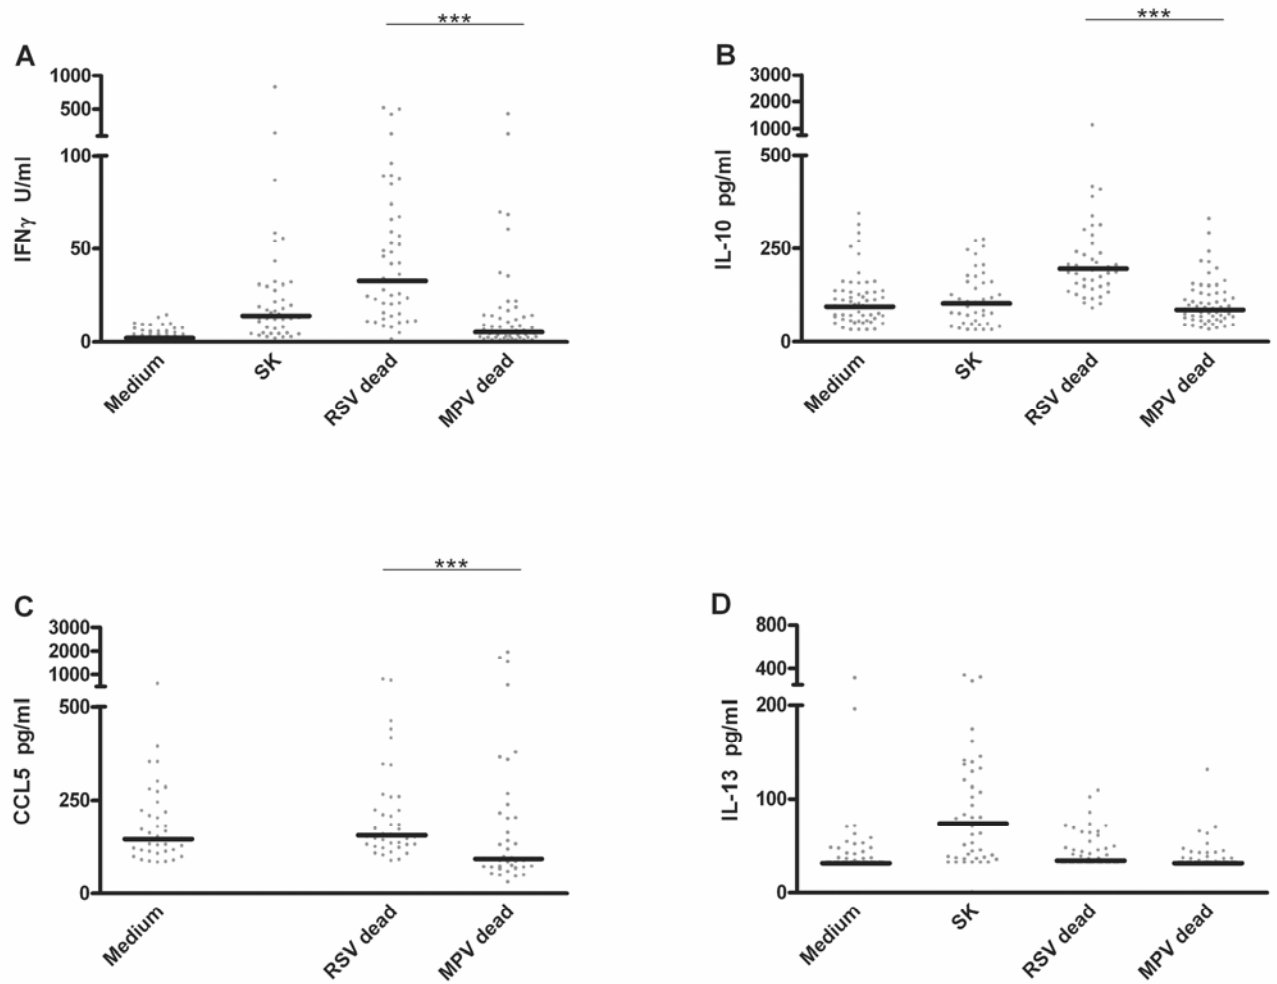 ***
A
1000
500
100
50
0
IFNγ U/ml
Medium
SK
RSV dead
MPV dead
***
B
3000
2000
1000
500
250
0
IL-10 pg/ml
Medium
SK
RSV dead
MPV dead
***
C
3000
2000
1000
500
250
0
CCL5 pg/ml
Medium
RSV dead
MPV dead
D
800
400
200
100
0
IL-13 pg/ml
Medium
SK
RSV dead
MPV dead